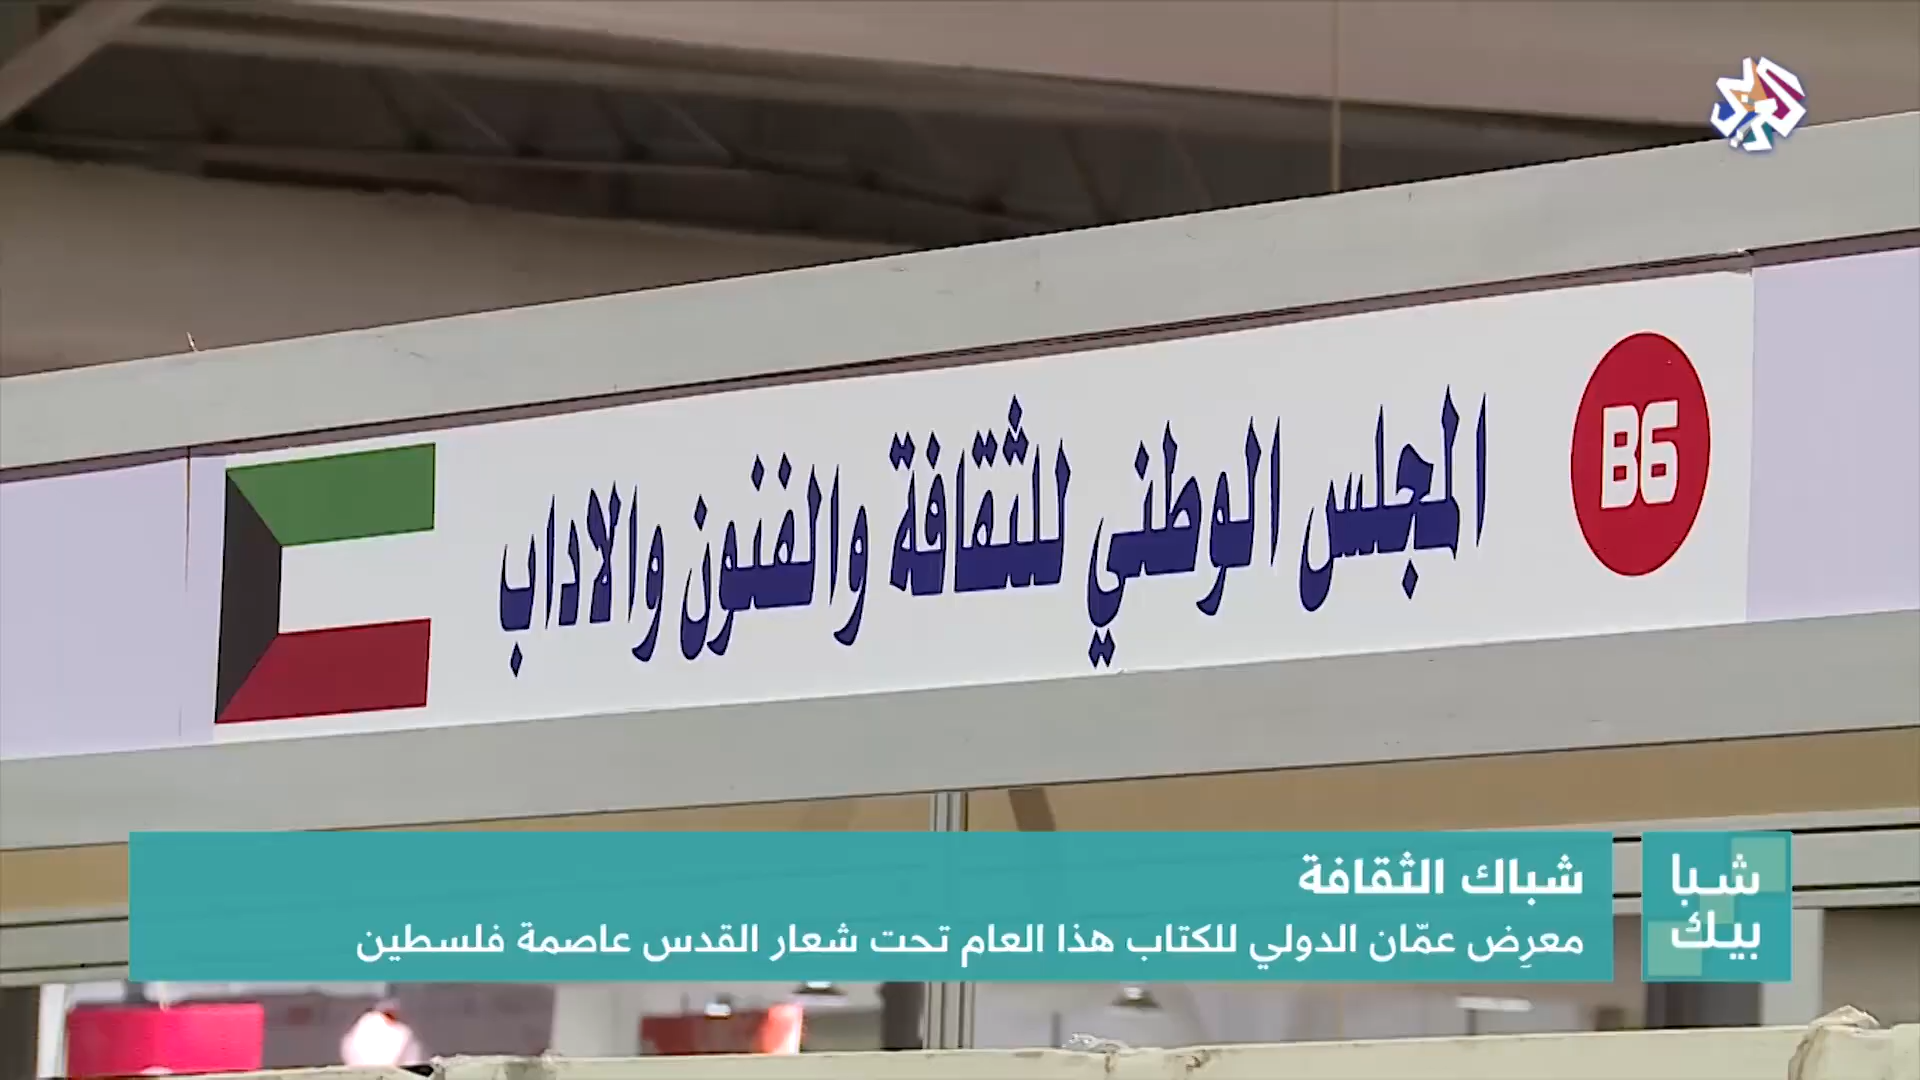 العربي
B6
المجلس الوطني للثقافة والفنون والاداب
شبا
بيك
شباك الثقافة
معرِض عمّان الدولي للكتاب هذا العام تحت شعار القدس عاصمة فلسطين